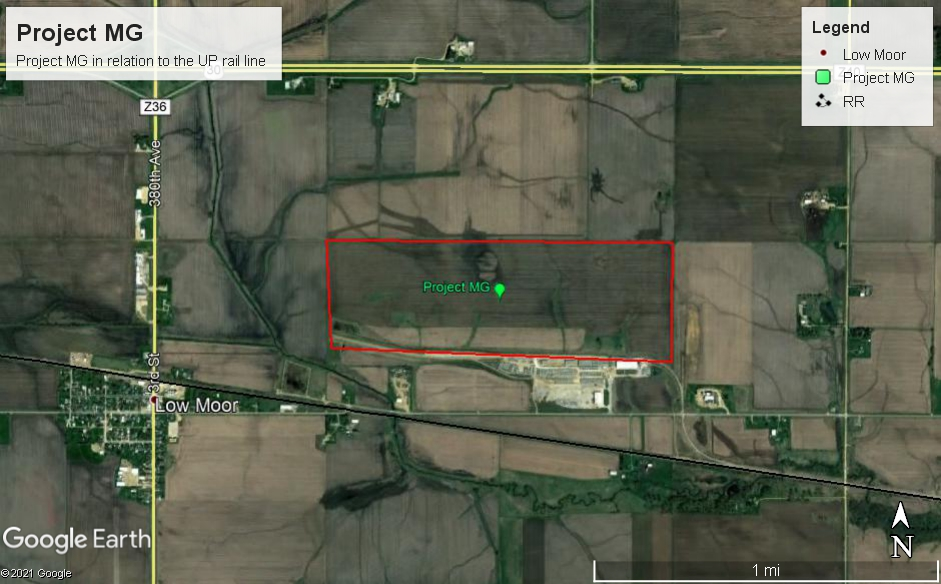 Project MG
Project MG in relation to the UP rail line
Legend
Low Moor
Project MG
RR
30
Z36
380th Ave
Project MG
3rd St
Low Moor
Google Earth
©2021 Google
N
1 mi